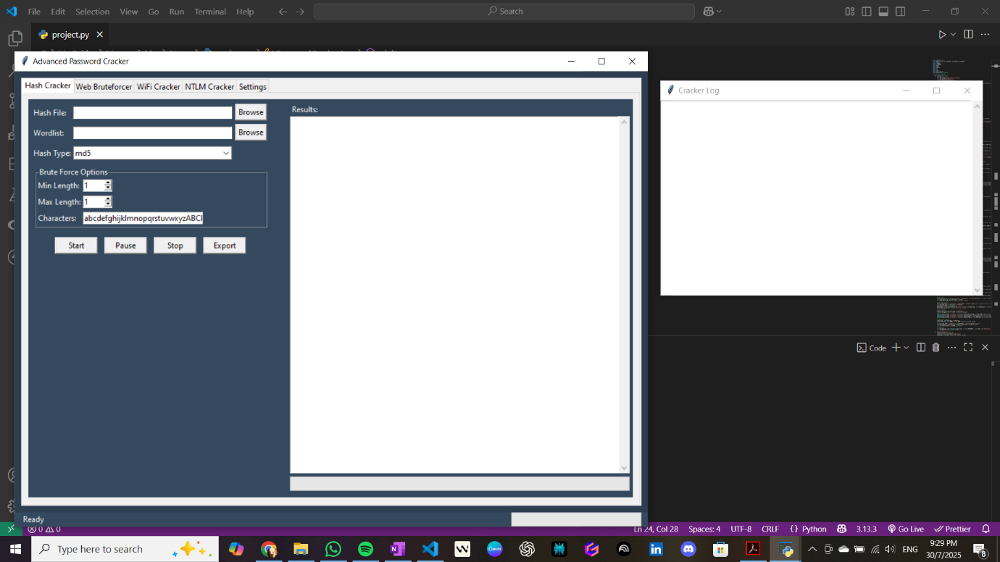 File Edit Selection View Go Run Terminal Help
Search
project.py
Advanced Password Cracker
Hash Cracker Web Bruteforcer WiFi Cracker NTLM Cracker Settings
Hash File: Browse
Wordlist: Browse
Hash Type: md5
Brute Force Options
Min Length: 1
Max Length: 1
Characters: abcdefghijklmnopqrstuvwxyzABC
Start Pause Stop Export
Results:
Ready
Cracker Log
Code
0 0
Ln 24, Col 28 Spaces: 4 UTF-8 CRLF {} Python 3.13.3 Go Live Prettier
Type here to search
Canva
ENG
9:29 PM
30/7/2025
8